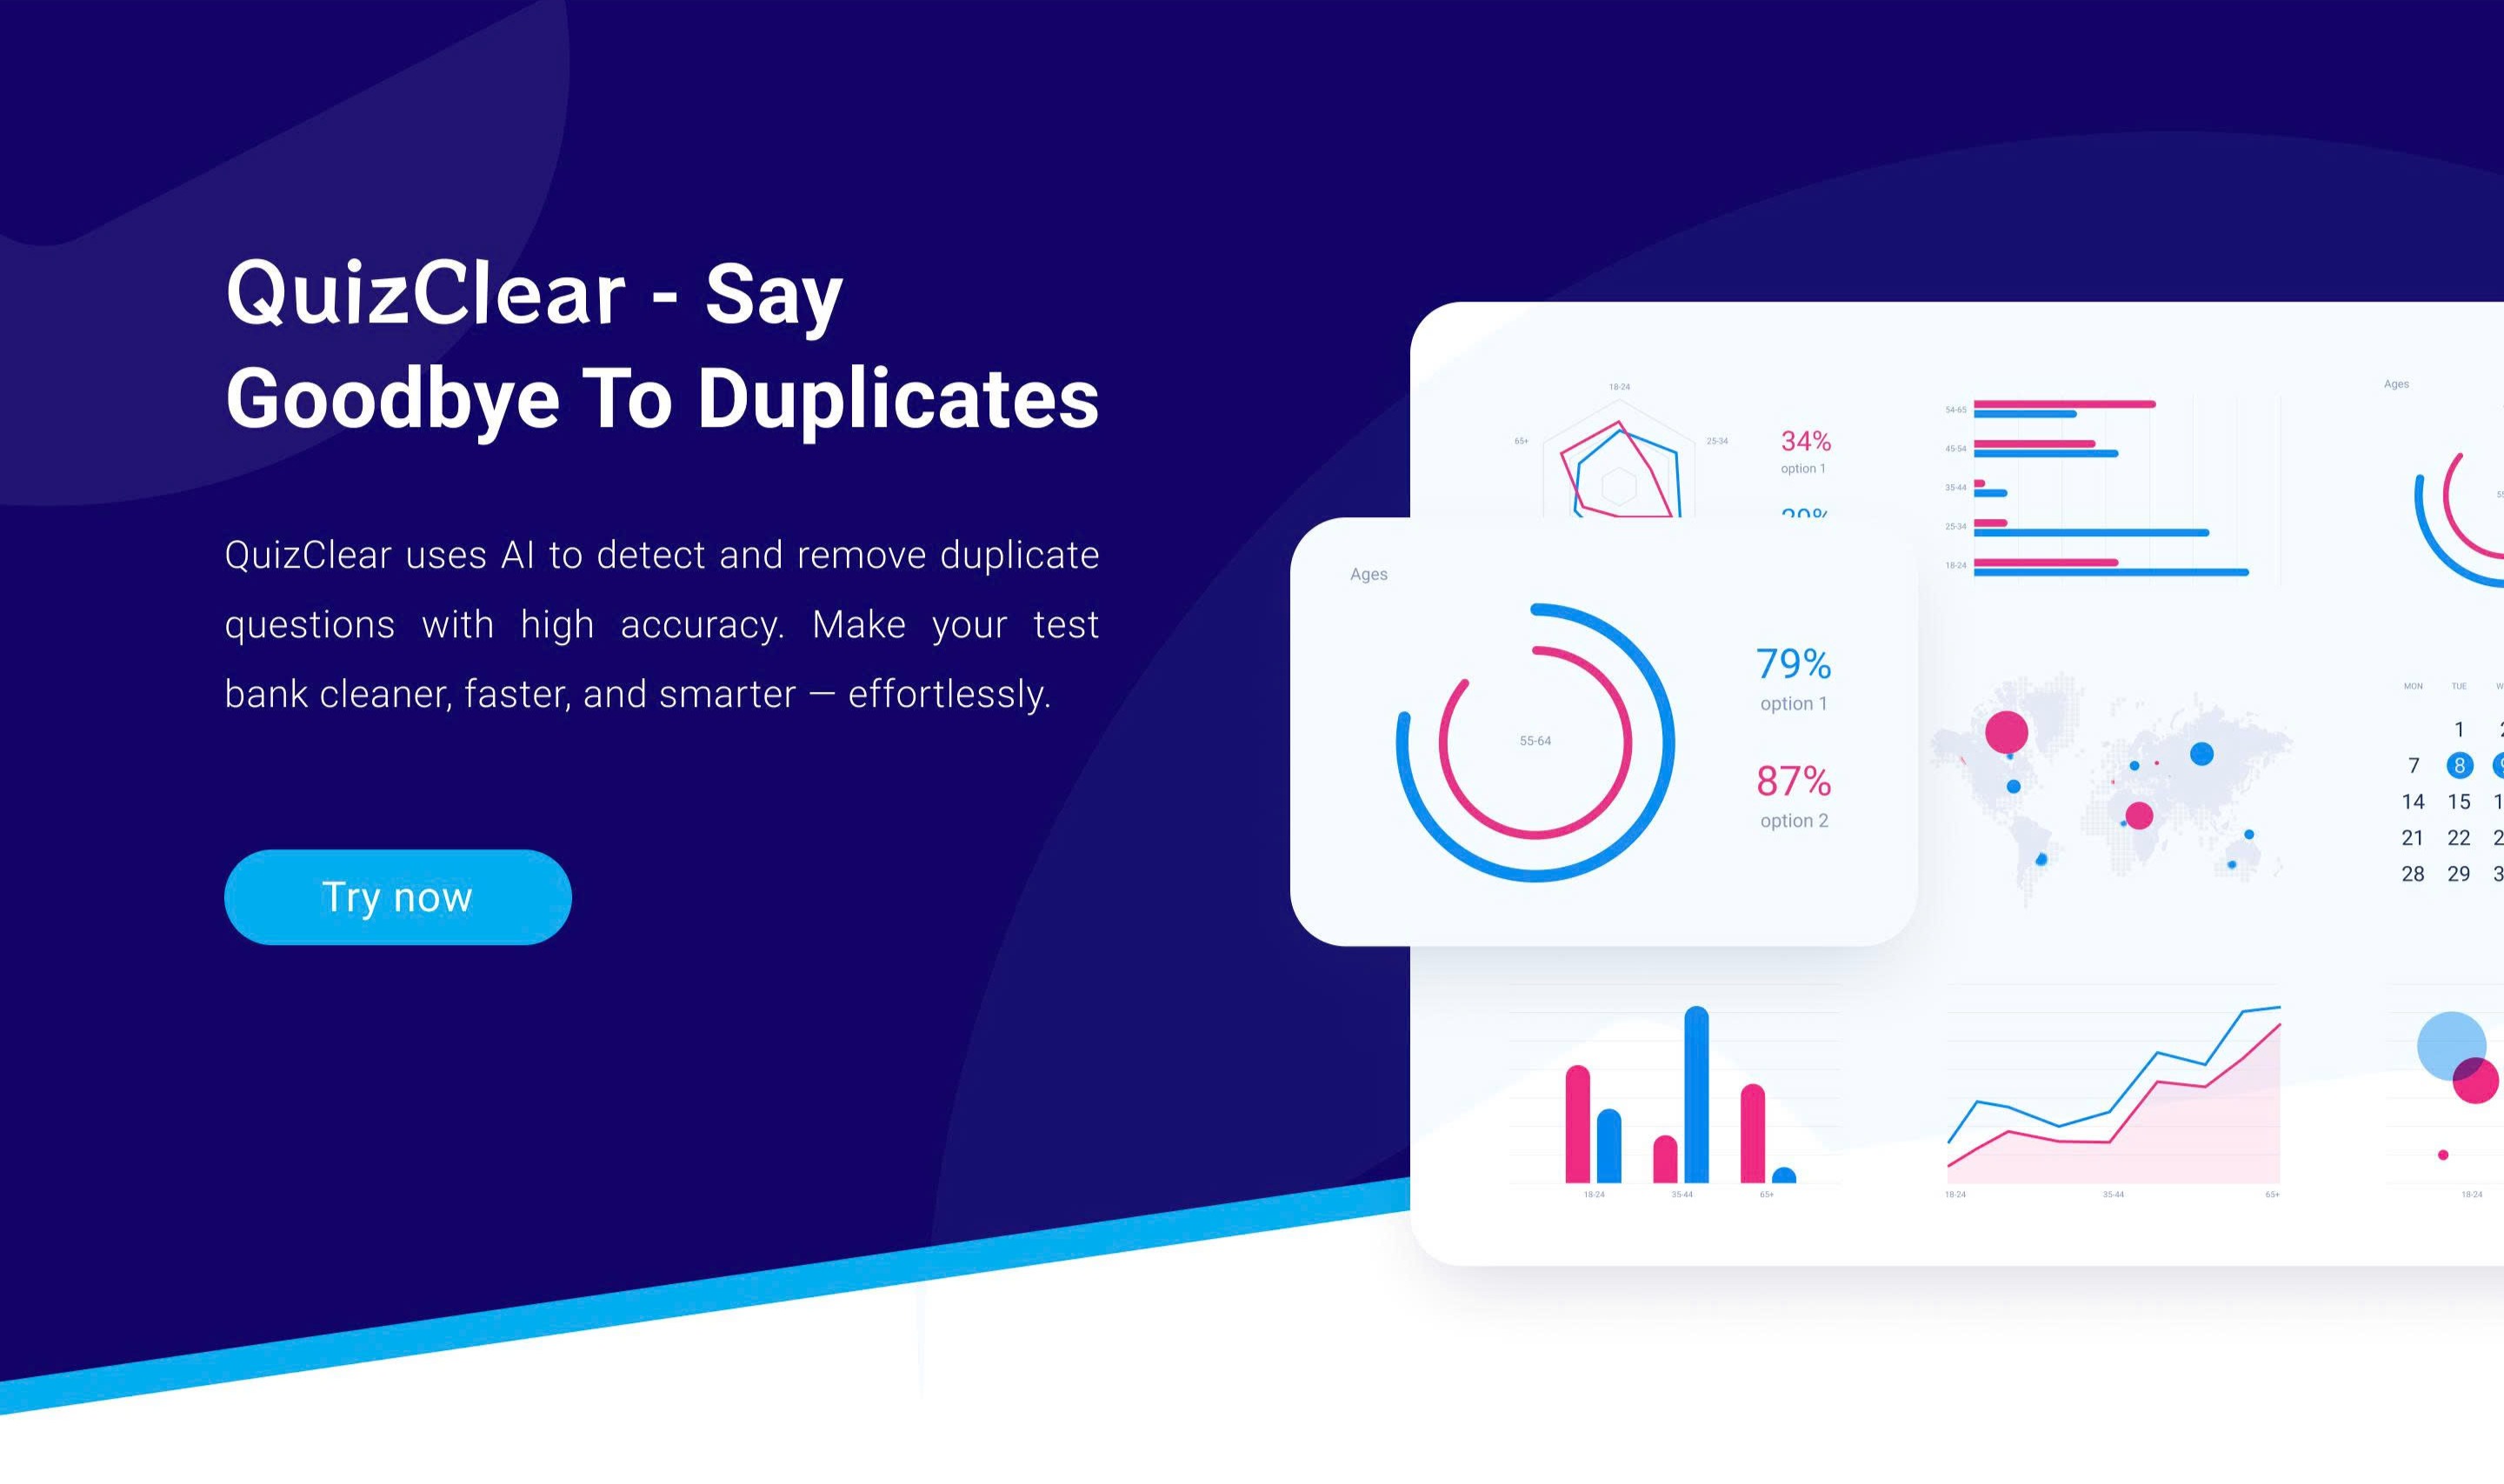 QuizClear - Say
Goodbye To Duplicates
QuizClear uses AI to detect and remove duplicate
questions with high accuracy. Make your test
bank cleaner, faster, and smarter — effortlessly.
Try now
18-24
65+
25-34
34%
option 1
54-65
45-54
35-44
25-34
18-24
Ages
Ages
55-64
79%
option 1
87%
option 2
MON TUE
1
7 8
14 15
21 22
28 29
18-24 35-44 65+
18-24 35-44 65+
18-24